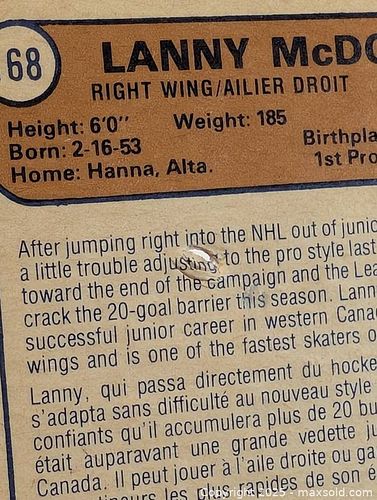 68
LANNY McDO
RIGHT WING/AILIER DROIT
Height: 6'0" Weight: 185
Born: 2-16-53 Birthpla
Home: Hanna, Alta. 1st Pro
After jumping right into the NHL out of junio
a little trouble adjusting to the pro style last
toward the end of the campaign and the Lea
crack the 20-goal barrier this season. Lann
successful junior career in western Cana
wings and is one of the fastest skaters o
Lanny, qui passa directement du hocke
s'adapta sans difficulté au nouveau style
confiants qu'il accumulera plus de 20 bu
était auparavant une grande vedette ju
Canada. Il peut jouer à l'aile droite ou ga
les plus rapides de son é
Copyright 2025 - maxsold.com